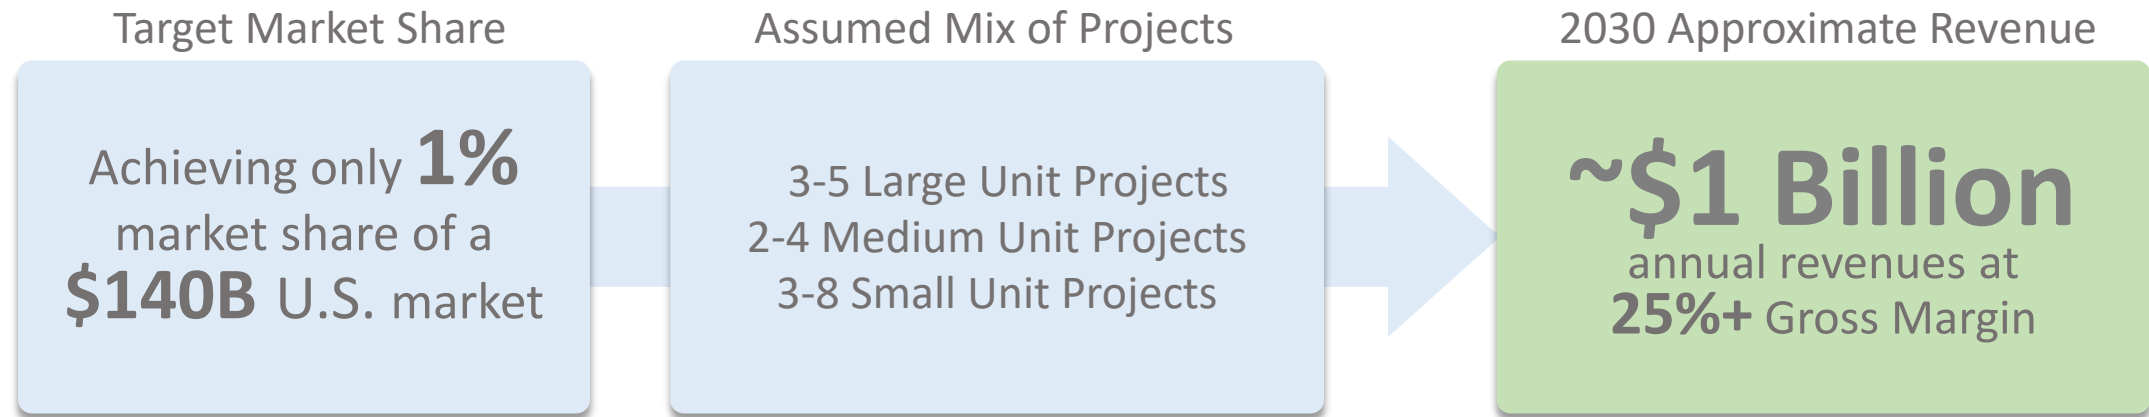 Target Market Share
Achieving only 1%
market share of a
$140B U.S. market
Assumed Mix of Projects
3-5 Large Unit Projects
2-4 Medium Unit Projects
3-8 Small Unit Projects
2030 Approximate Revenue
~$1 Billion
annual revenues at
25%+ Gross Margin